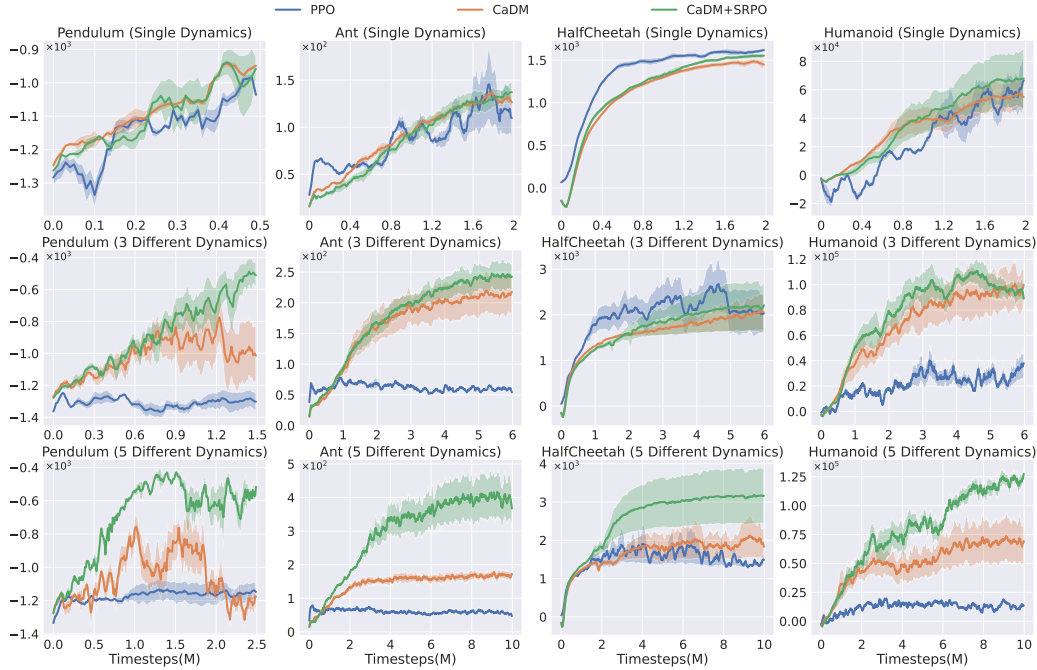 PPO CaDM CaDM+SRPO
Pendulum (Single Dynamics) Ant (Single Dynamics) HalfCheetah (Single Dynamics) Humanoid (Single Dynamics)
×10³ ×10² ×10³ ×10⁴
−0.9 −1.0 −1.1 −1.2 −1.3
0.0 0.1 0.2 0.3 0.4 0.5
1.5 1.0 0.5
0.0 0.4 0.8 1.2 1.6 2
1.5 1.0 0.5 0.0
0.0 0.4 0.8 1.2 1.6 2
8 6 4 2 0 −2
0.0 0.4 0.8 1.2 1.6 2
Pendulum (3 Different Dynamics) Ant (3 Different Dynamics) HalfCheetah (3 Different Dynamics) Humanoid (3 Different Dynamics)
×10³ ×10² ×10³ ×10⁵
−0.4 −0.6 −0.8 −1.0 −1.2 −1.4
0.0 0.3 0.6 0.9 1.2 1.5
2.5 2.0 1.5 1.0 0.5 0.0
0 1 2 3 4 5 6
3 2 1 0
0 1 2 3 4 5 6
1.0 0.8 0.6 0.4 0.2 0.0
0 1 2 3 4 5 6
Pendulum (5 Different Dynamics) Ant (5 Different Dynamics) HalfCheetah (5 Different Dynamics) Humanoid (5 Different Dynamics)
×10³ ×10² ×10³ ×10⁵
−0.4 −0.6 −0.8 −1.0 −1.2 −1.4
0.0 0.5 1.0 1.5 2.0 2.5
5 4 3 2 1 0
0 2 4 6 8 10
4 3 2 1 0
0 2 4 6 8 10
1.25 1.00 0.75 0.50 0.25 0.00
0 2 4 6 8 10
Timesteps(M) Timesteps(M) Timesteps(M) Timesteps(M)